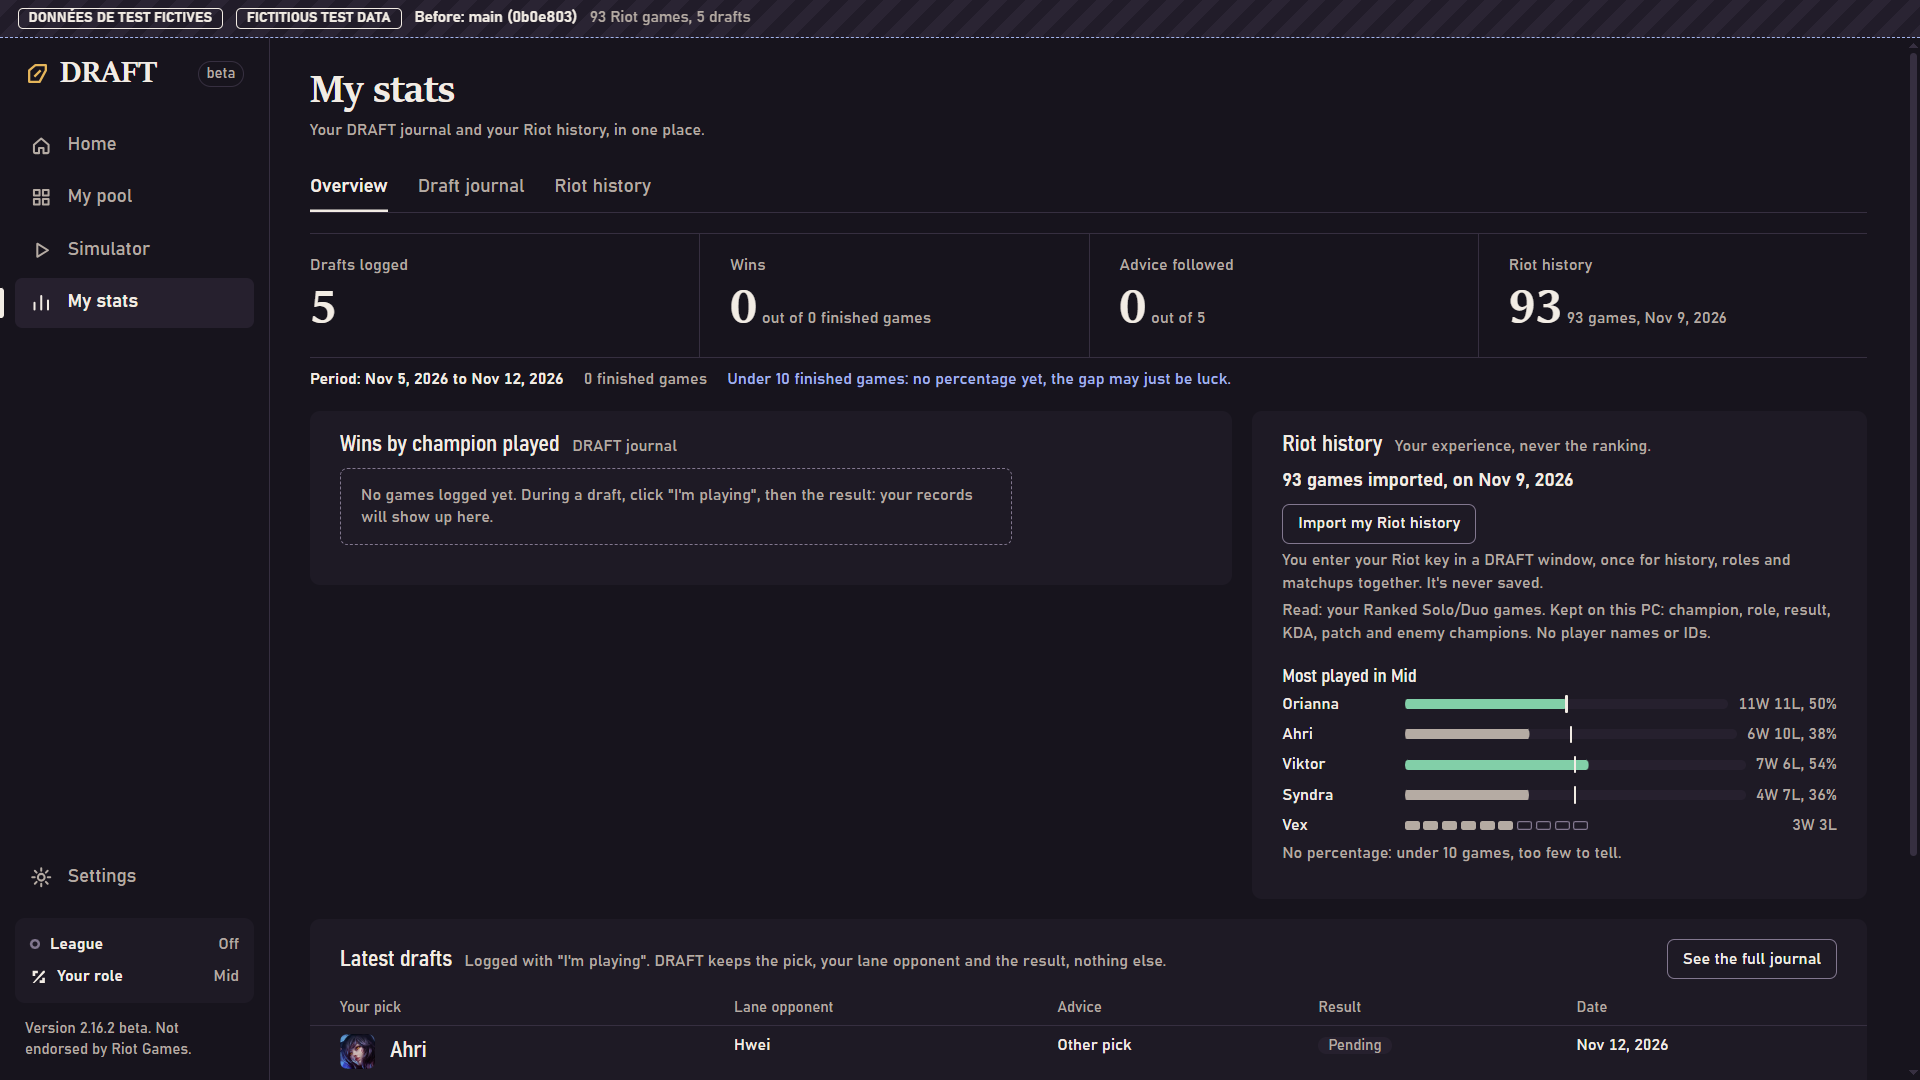 DONNÉES DE TEST FICTIVES FICTITIOUS TEST DATA Before: main (0b0e803) 93 Riot games, 5 drafts
DRAFT beta
Home
My pool
Simulator
My stats
Settings
League Off
Your role Mid
Version 2.16.2 beta. Not
endorsed by Riot Games.
My stats
Your DRAFT journal and your Riot history, in one place.
Overview Draft journal Riot history
Drafts logged
5
Wins
0 out of 0 finished games
Advice followed
0 out of 5
Riot history
93 93 games, Nov 9, 2026
Period: Nov 5, 2026 to Nov 12, 2026 0 finished games Under 10 finished games: no percentage yet, the gap may just be luck.
Wins by champion played DRAFT journal
No games logged yet. During a draft, click "I'm playing", then the result: your records
will show up here.
Riot history Your experience, never the ranking.
93 games imported, on Nov 9, 2026
Import my Riot history
You enter your Riot key in a DRAFT window, once for history, roles and
matchups together. It's never saved.
Read: your Ranked Solo/Duo games. Kept on this PC: champion, role, result,
KDA, patch and enemy champions. No player names or IDs.
Most played in Mid
Orianna 11W 11L, 50%
Ahri 6W 10L, 38%
Viktor 7W 6L, 54%
Syndra 4W 7L, 36%
Vex 3W 3L
No percentage: under 10 games, too few to tell.
Latest drafts Logged with "I'm playing". DRAFT keeps the pick, your lane opponent and the result, nothing else.
See the full journal
Your pick Lane opponent Advice Result Date
Ahri Hwei Other pick Pending Nov 12, 2026